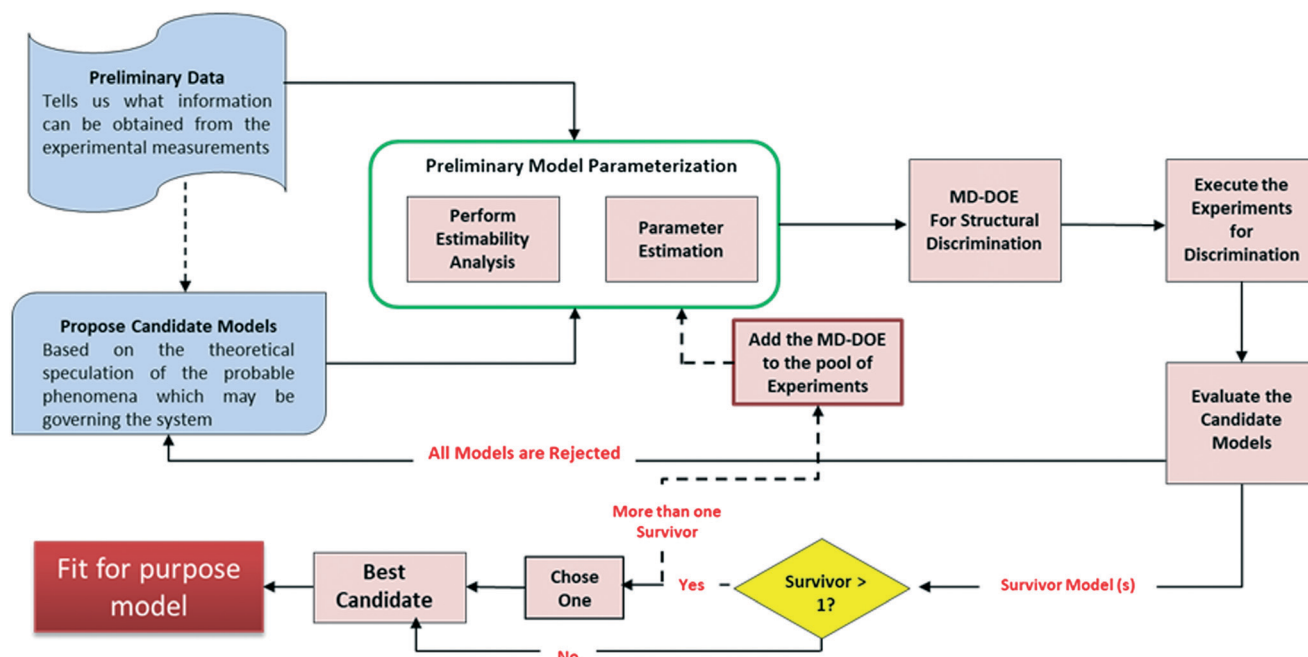 Preliminary Data
Tells us what information
can be obtained from the
experimental measurements
Propose Candidate Models
Based on the theoretical
speculation of the probable
phenomena which may be
governing the system
Preliminary Model Parameterization
Perform
Estimability
Analysis
Parameter
Estimation
MD-DOE
For Structural
Discrimination
Execute the
Experiments
for
Discrimination
Add the MD-DOE
to the pool of
Experiments
Evaluate the
Candidate
Models
All Models are Rejected
More than one
Survivor
Fit for purpose
model
Best
Candidate
Chose
One
Yes
Survivor >
1?
Survivor Model (s)
No